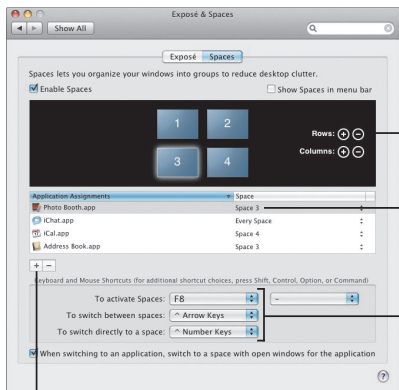 Exposé & Spaces
Show All
Exposé Spaces
Spaces lets you organize your windows into groups to reduce desktop clutter.
Enable Spaces Show Spaces in menu bar
1 2
Rows:
Columns:
3 4
Application Assignments Space
Photo Booth.app Space 3
iChat.app Every Space
iCal.app Space 4
Address Book.app Space 3
+ −
Keyboard and Mouse Shortcuts (for additional shortcut choices, press Shift, Control, Option, or Command)
To activate Spaces: F8 –
To switch between spaces: ^ Arrow Keys
To switch directly to a space: ^ Number Keys
When switching to an application, switch to a space with open windows for the application
?